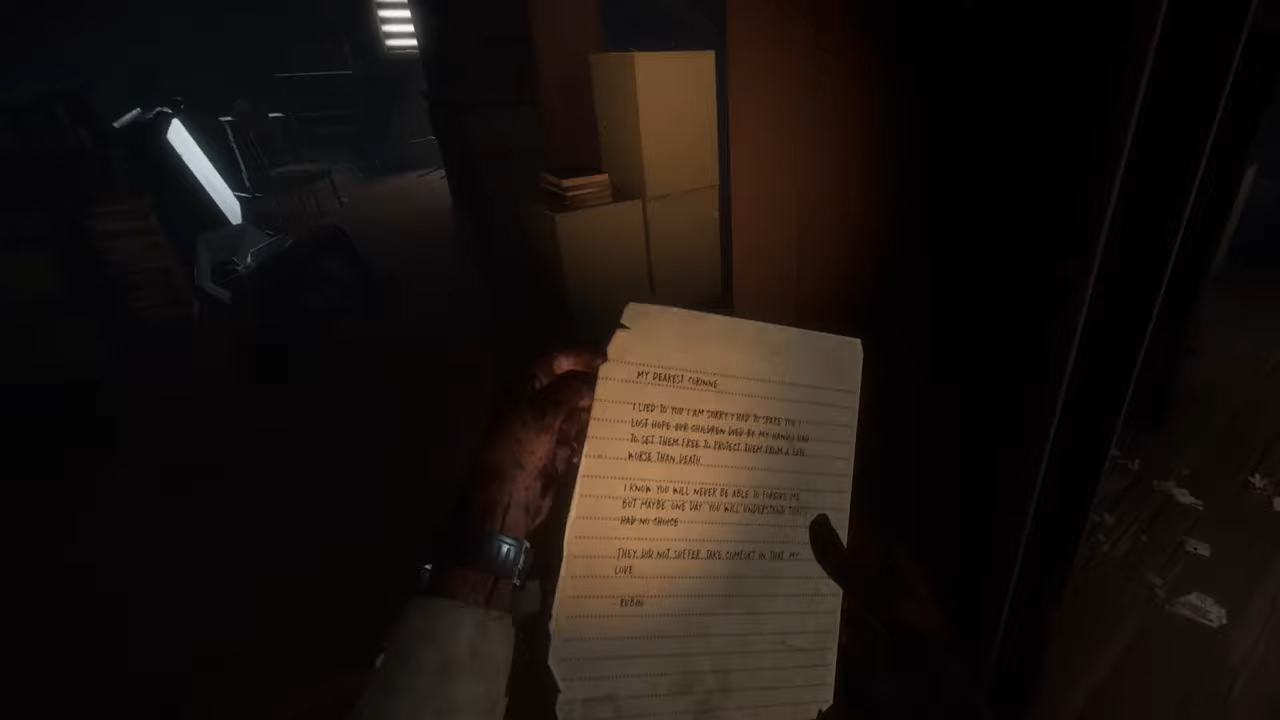 MY DEAREST CORINNE
I LIED TO YOU I AM SORRY I HAD TO SPARE YOU I
LOST HOPE OUR CHILDREN DIED BY MY HAND I HAD
TO SET THEM FREE TO PROTECT THEM FROM A FATE
WORSE THAN DEATH
I KNOW YOU WILL NEVER BE ABLE TO FORGIVE ME
BUT MAYBE ONE DAY YOU WILL UNDERSTAND THAT I
HAD NO CHOICE
THEY DID NOT SUFFER TAKE COMFORT IN THAT MY
LOVE
- RUBIN